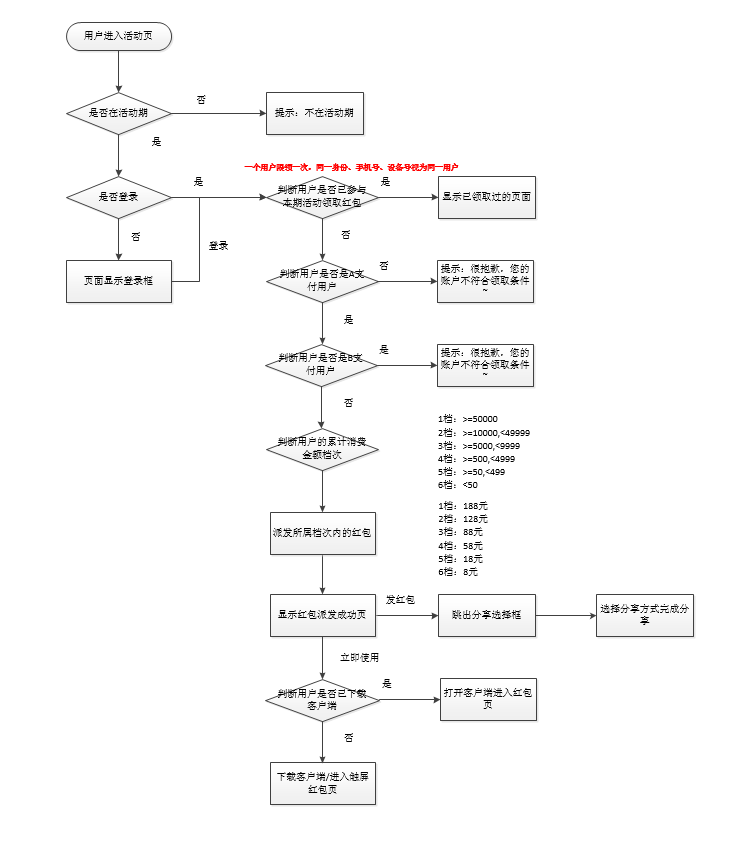 用户进入活动页
是否在活动期
否
提示：不在活动期
是
一个用户限领一次，同一身份、手机号、设备号视为同一用户
是否登录
是
判断用户是否已参与
本期活动领取红包
是
显示已领取过的页面
否
登录
否
页面显示登录框
判断用户是否是A支
付用户
否
提示：很抱歉，您的
账户不符合领取条件
~
是
判断用户是否是B支
付用户
是
提示：很抱歉，您的
账户不符合领取条件
~
否
判断用户的累计消费
金额档次
1档：>=50000
2档：>=10000,<49999
3档：>=5000,<9999
4档：>=500,<4999
5档：>=50,<499
6档：<50
1档：188元
2档：128元
3档：88元
4档：58元
5档：18元
6档：8元
派发所属档次内的红包
显示红包派发成功页
发红包
跳出分享选择框
选择分享方式完成分
享
立即使用
判断用户是否已下载
客户端
是
打开客户端进入红包
页
否
下载客户端/进入触屏
红包页